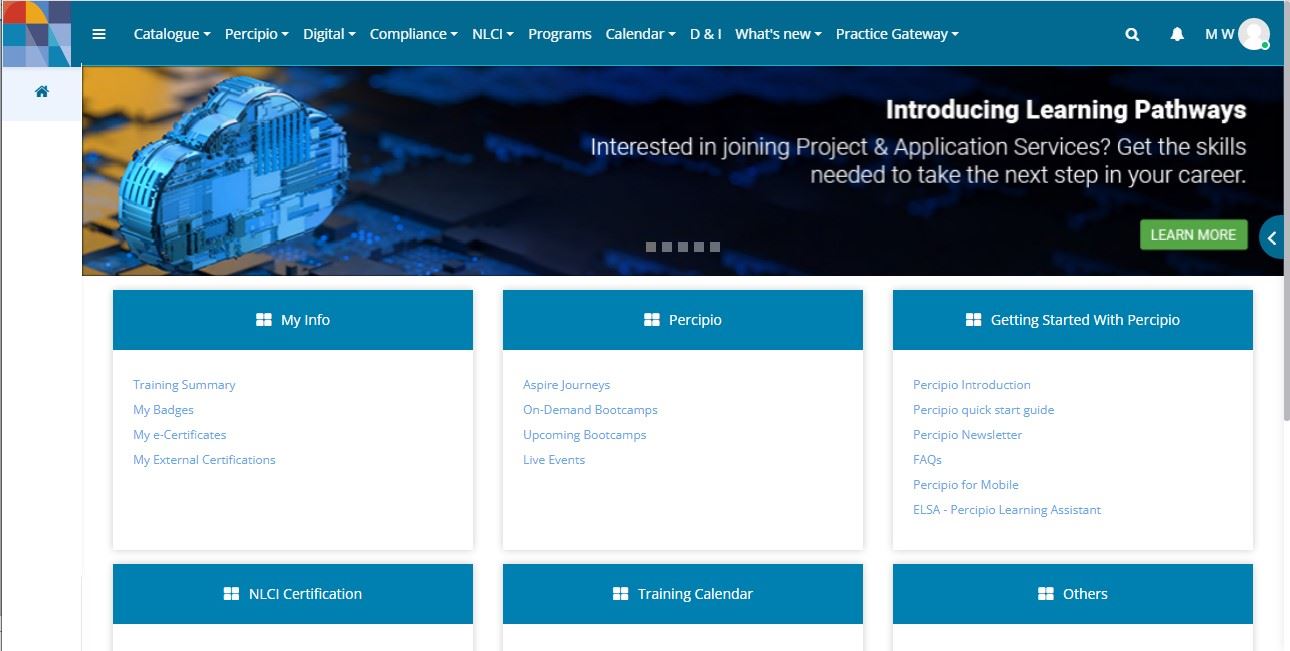 Catalogue Percipio Digital Compliance NLCI Programs Calendar D & I What's new Practice Gateway M W
Introducing Learning Pathways
Interested in joining Project & Application Services? Get the skills
needed to take the next step in your career.
LEARN MORE
My Info
Training Summary
My Badges
My e-Certificates
My External Certifications
Percipio
Aspire Journeys
On-Demand Bootcamps
Upcoming Bootcamps
Live Events
Getting Started With Percipio
Percipio Introduction
Percipio quick start guide
Percipio Newsletter
FAQs
Percipio for Mobile
ELSA - Percipio Learning Assistant
NLCI Certification
Training Calendar
Others